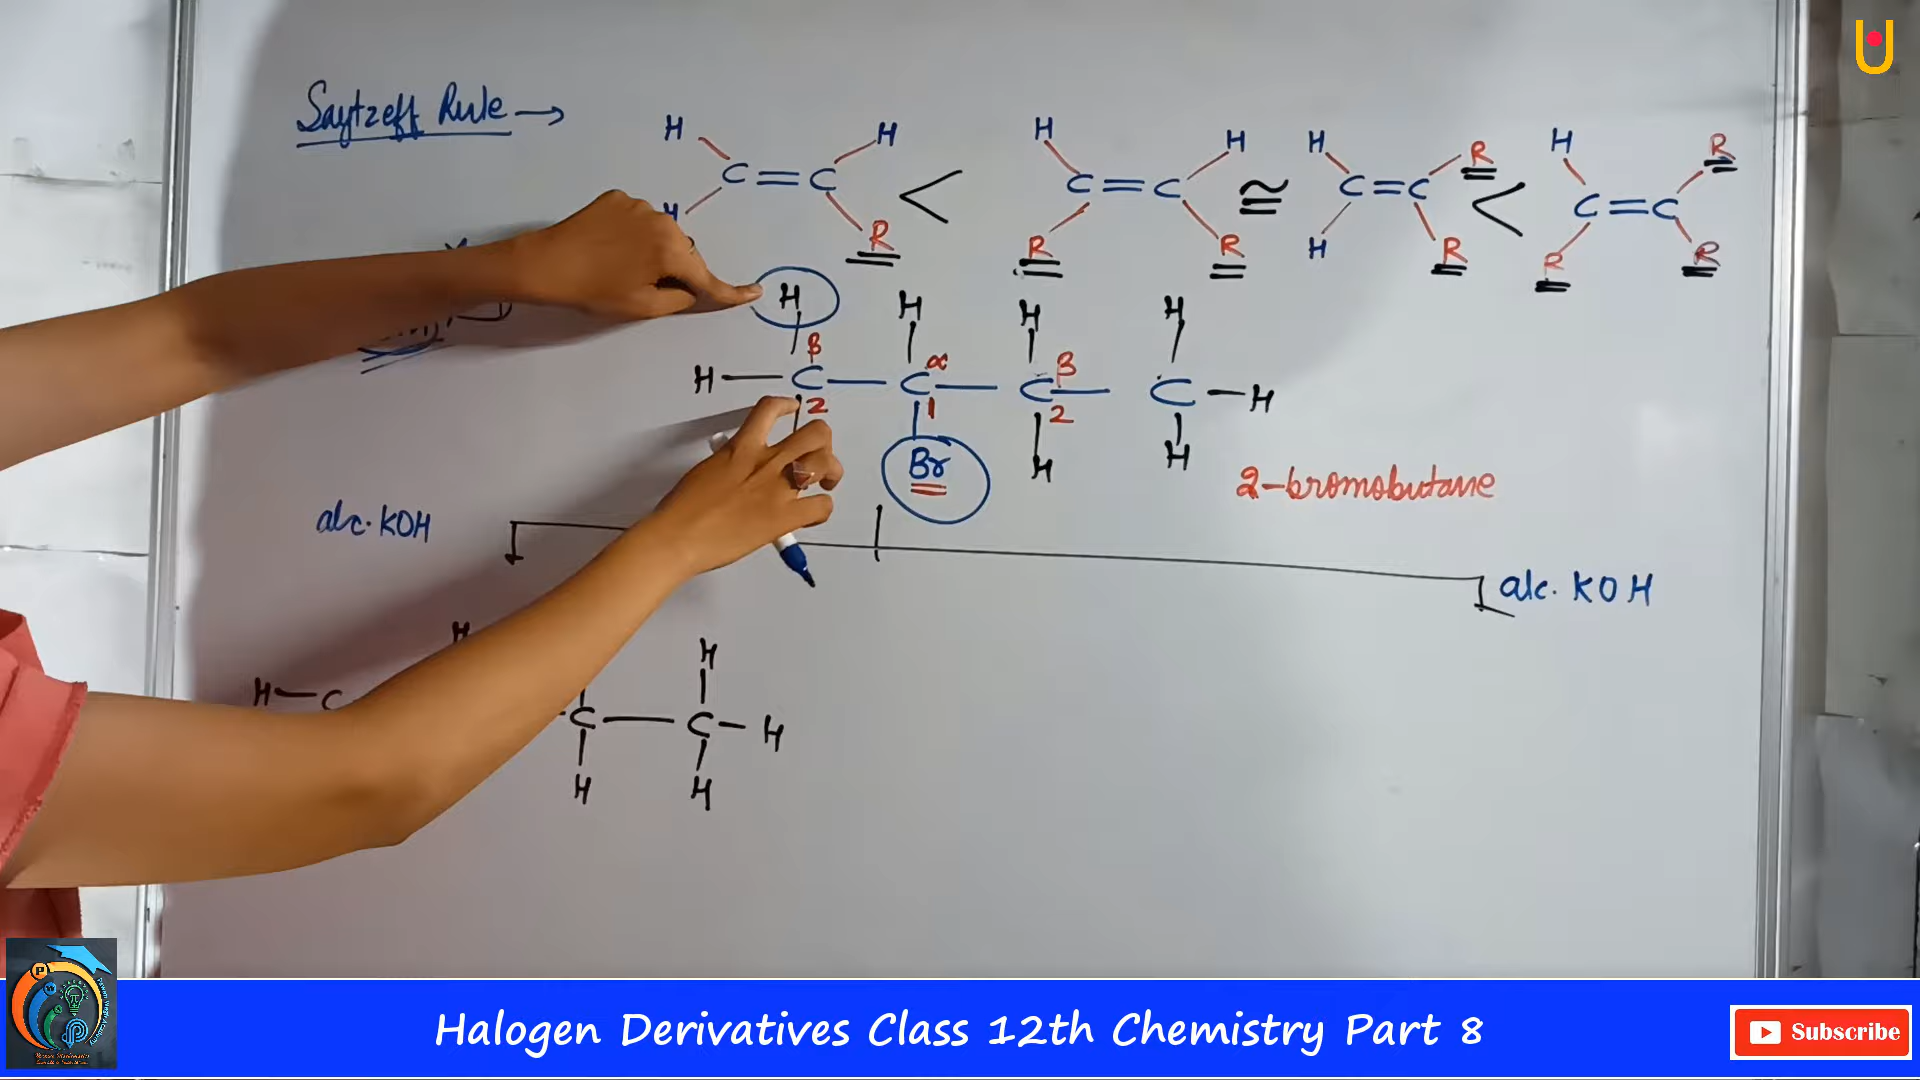 Saytzeff Rule →
H H H H H R H R
C = C < C = C ≅ C = C < C = C
H R R R H R R R
H H H H
β α β
H — C — C — C — C — H
2 1 2
Br H H
2-bromobutane
alc. KOH
alc. KOH
H H
H — C C — C — H
H H
Halogen Derivatives Class 12th Chemistry Part 8
Subscribe